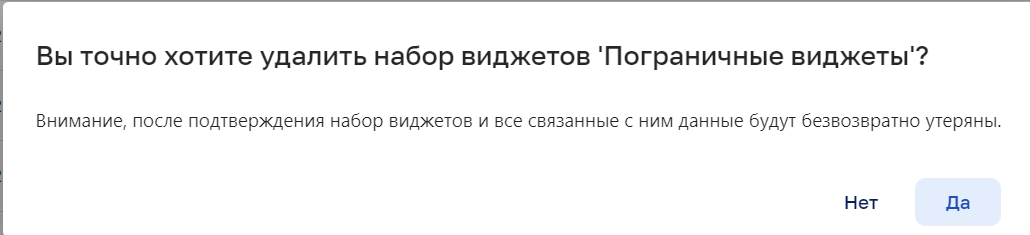 Вы точно хотите удалить набор виджетов 'Пограничные виджеты'?
Внимание, после подтверждения набор виджетов и все связанные с ним данные будут безвозвратно утеряны.
Нет Да